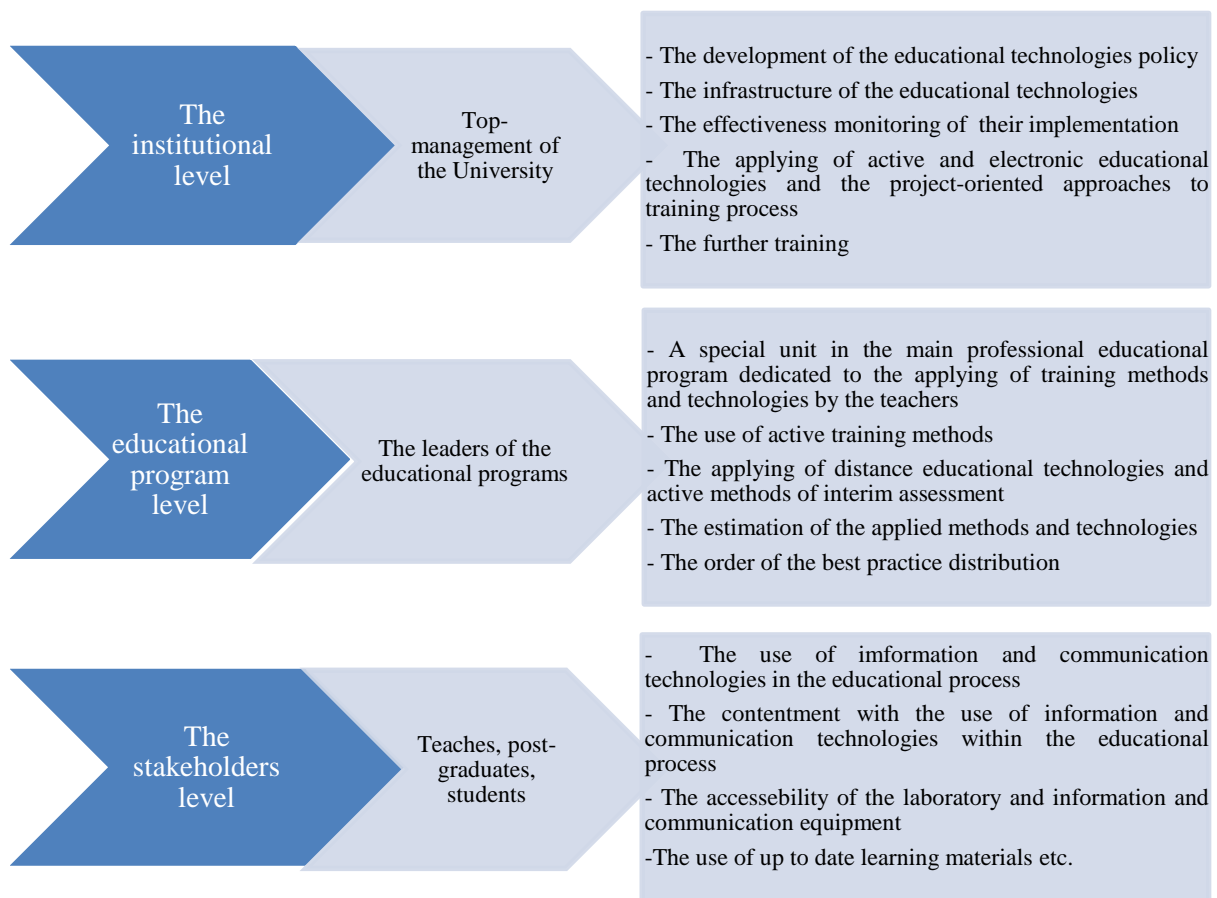 The
institutional
level
Top-
management of
the University
- The development of the educational technologies policy
- The infrastructure of the educational technologies
- The effectiveness monitoring of their implementation
- The applying of active and electronic educational
technologies and the project-oriented approaches to
training process
- The further training
The
educational
program
level
The leaders of the
educational programs
- A special unit in the main professional educational
program dedicated to the applying of training methods
and technologies by the teachers
- The use of active training methods
- The applying of distance educational technologies and
active methods of interim assessment
- The estimation of the applied methods and technologies
- The order of the best practice distribution
The
stakeholders
level
Teaches, post-
graduates,
students
- The use of imformation and communication
technologies in the educational process
- The contentment with the use of information and
communication technologies within the educational
process
- The accessebility of the laboratory and information and
communication equipment
-The use of up to date learning materials etc.